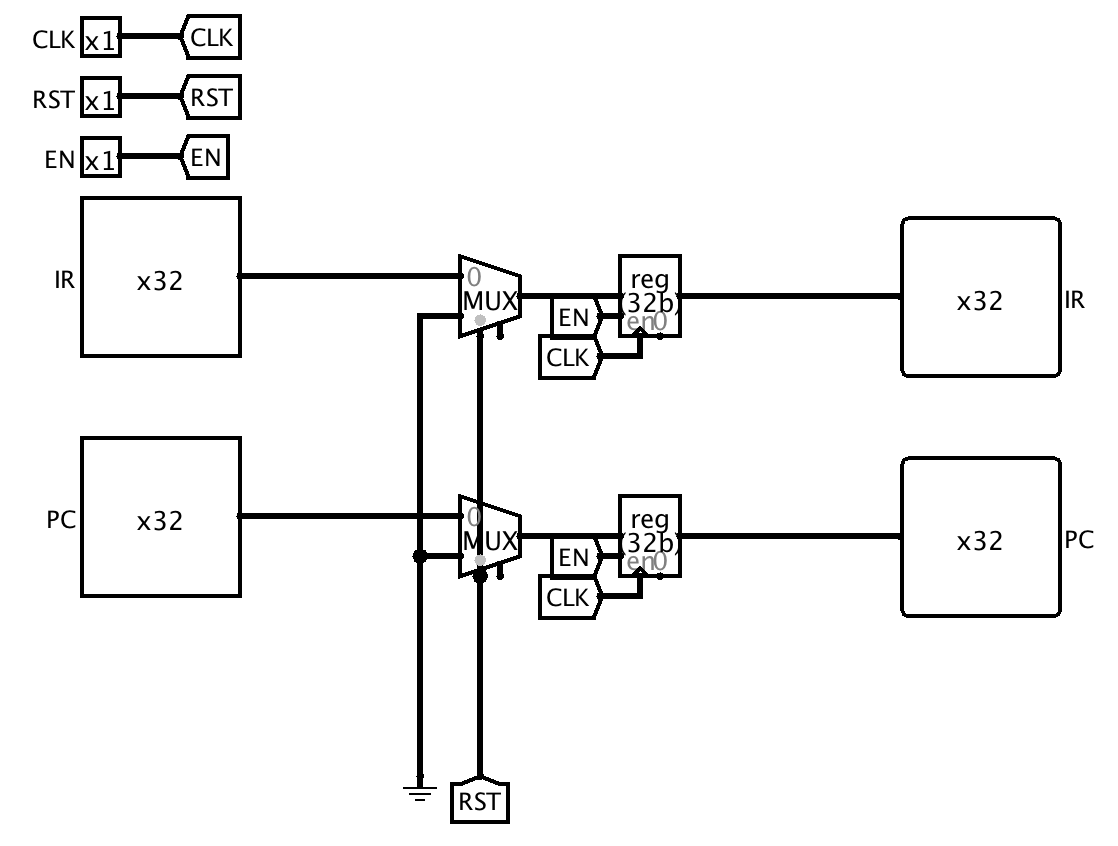 CLK x1 CLK
RST x1 RST
EN x1 EN
IR x32
0
MUX
reg
(32b)
en0
EN
CLK
x32 IR
PC x32
0
MUX
reg
(32b)
en0
EN
CLK
x32 PC
RST